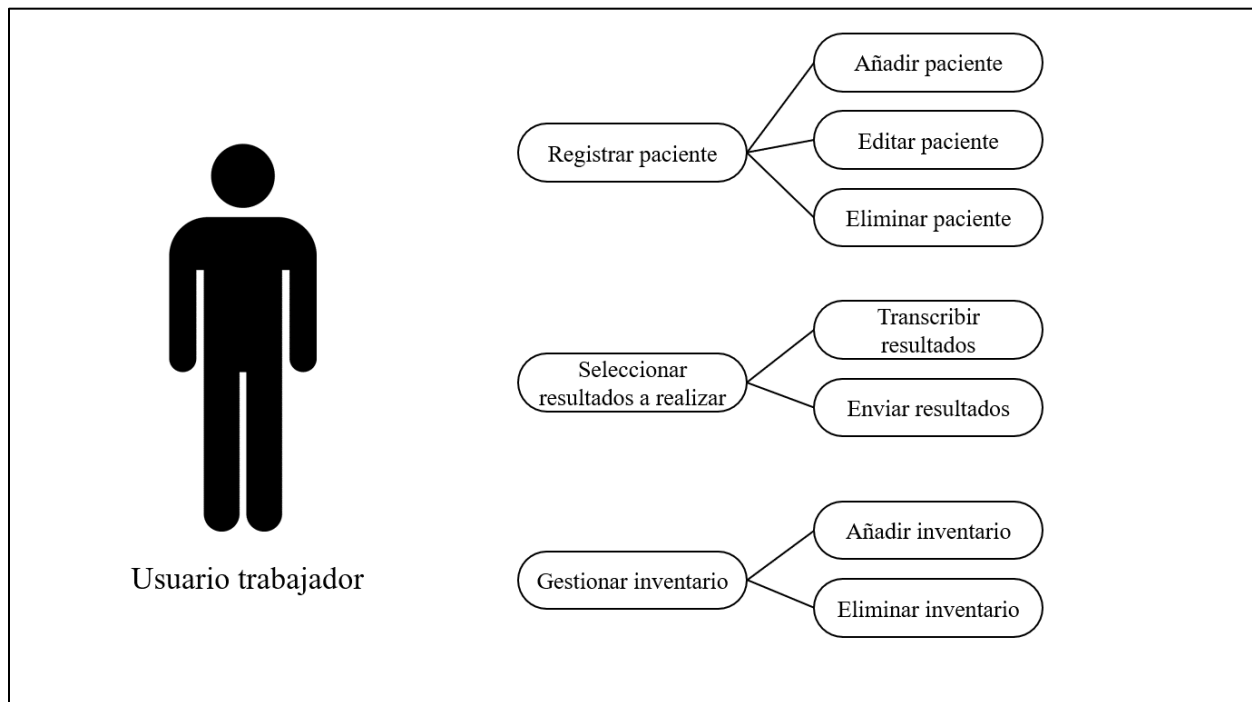 Añadir paciente
Registrar paciente
Editar paciente
Eliminar paciente
Transcribir
resultados
Seleccionar
resultados a realizar
Enviar resultados
Añadir inventario
Gestionar inventario
Eliminar inventario
Usuario trabajador